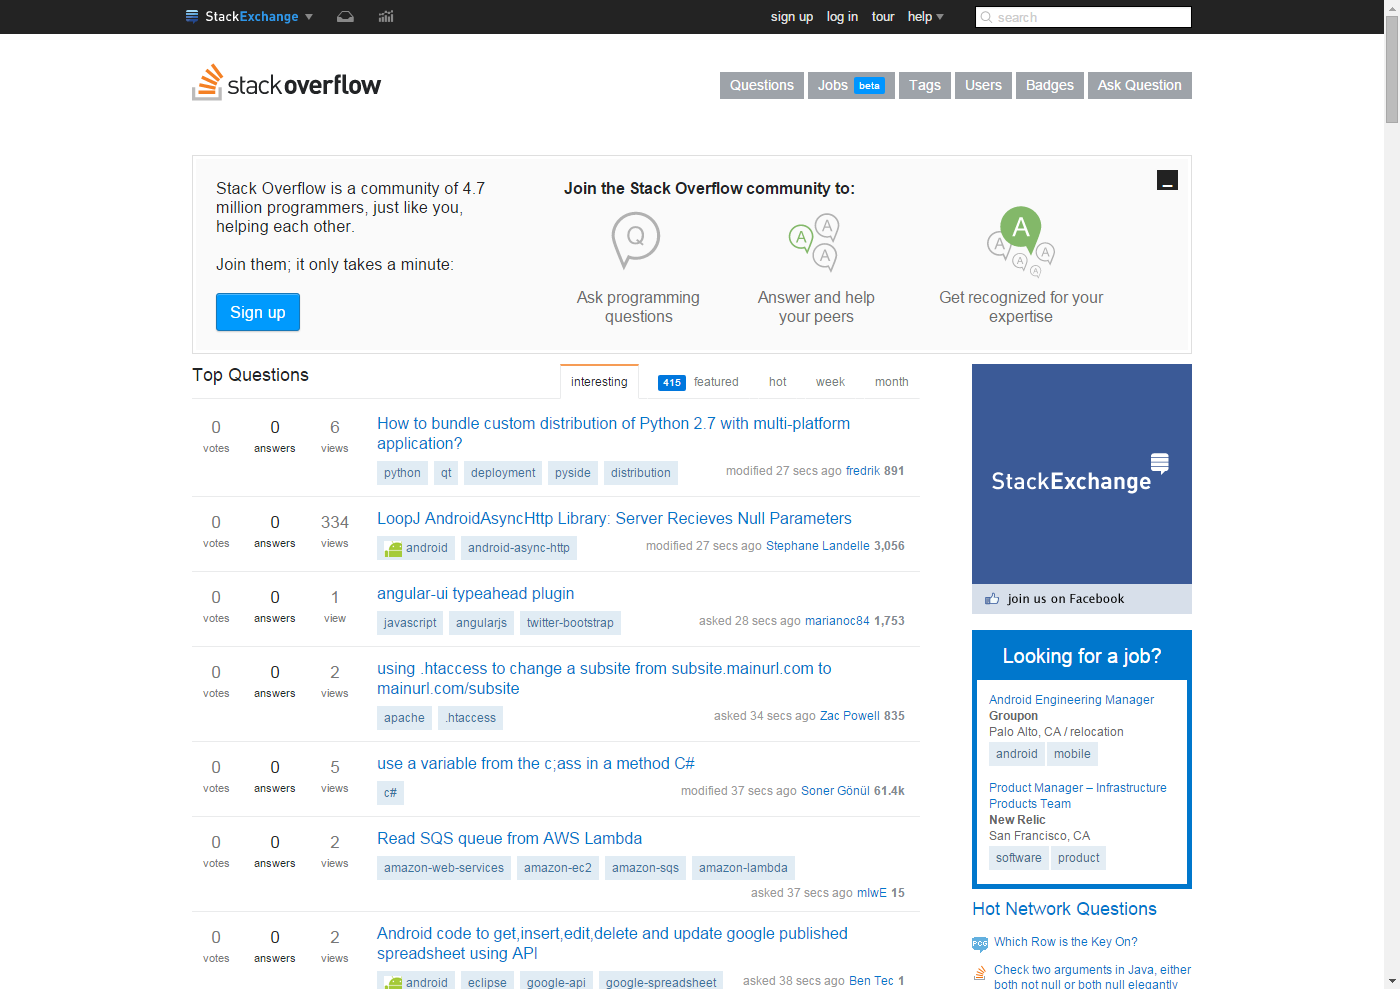 StackExchange
sign up log in tour help
search
stackoverflow
Questions Jobs beta Tags Users Badges Ask Question
Stack Overflow is a community of 4.7
million programmers, just like you,
helping each other.
Join them; it only takes a minute:
Sign up
Join the Stack Overflow community to:
Q
Ask programming
questions
A
A
A
Answer and help
your peers
A
A
A
A
A
Get recognized for your
expertise
Top Questions
interesting 415 featured hot week month
0 votes 0 answers 6 views
How to bundle custom distribution of Python 2.7 with multi-platform
application?
python qt deployment pyside distribution
modified 27 secs ago fredrik 891
0 votes 0 answers 334 views
LoopJ AndroidAsyncHttp Library: Server Recieves Null Parameters
android android-async-http
modified 27 secs ago Stephane Landelle 3,056
0 votes 0 answers 1 view
angular-ui typeahead plugin
javascript angularjs twitter-bootstrap
asked 28 secs ago marianoc84 1,753
0 votes 0 answers 2 views
using .htaccess to change a subsite from subsite.mainurl.com to
mainurl.com/subsite
apache .htaccess
asked 34 secs ago Zac Powell 835
0 votes 0 answers 5 views
use a variable from the c;ass in a method C#
c#
modified 37 secs ago Soner Gönül 61.4k
0 votes 0 answers 2 views
Read SQS queue from AWS Lambda
amazon-web-services amazon-ec2 amazon-sqs amazon-lambda
asked 37 secs ago mlwE 15
0 votes 0 answers 2 views
Android code to get,insert,edit,delete and update google published
spreadsheet using API
android eclipse google-api google-spreadsheet
asked 38 secs ago Ben Tec 1
StackExchange
join us on Facebook
Looking for a job?
Android Engineering Manager
Groupon
Palo Alto, CA / relocation
android mobile
Product Manager – Infrastructure
Products Team
New Relic
San Francisco, CA
software product
Hot Network Questions
PCG Which Row is the Key On?
Check two arguments in Java, either
both not null or both null elegantly